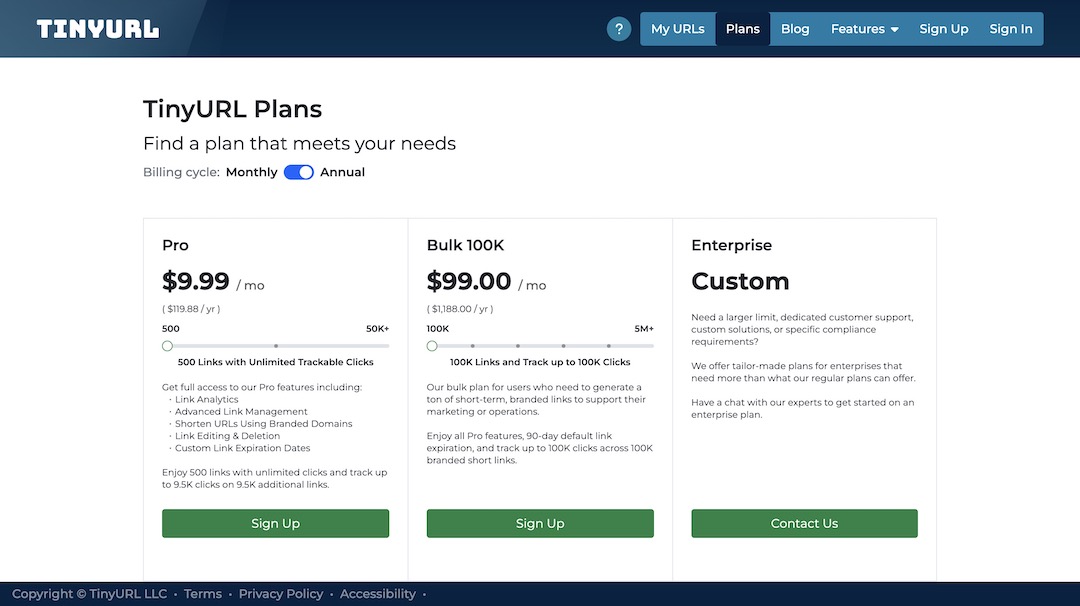 TINYURL
? My URLs Plans Blog Features Sign Up Sign In
TinyURL Plans
Find a plan that meets your needs
Billing cycle: Monthly Annual
Pro
$9.99 / mo
( $119.88 / yr )
500 50K+
500 Links with Unlimited Trackable Clicks
Get full access to our Pro features including:
· Link Analytics
· Advanced Link Management
· Shorten URLs Using Branded Domains
· Link Editing & Deletion
· Custom Link Expiration Dates
Enjoy 500 links with unlimited clicks and track up
to 9.5K clicks on 9.5K additional links.
Sign Up
Bulk 100K
$99.00 / mo
( $1,188.00 / yr )
100K 5M+
100K Links and Track up to 100K Clicks
Our bulk plan for users who need to generate a
ton of short-term, branded links to support their
marketing or operations.
Enjoy all Pro features, 90-day default link
expiration, and track up to 100K clicks across 100K
branded short links.
Sign Up
Enterprise
Custom
Need a larger limit, dedicated customer support,
custom solutions, or specific compliance
requirements?
We offer tailor-made plans for enterprises that
need more than what our regular plans can offer.
Have a chat with our experts to get started on an
enterprise plan.
Contact Us
Copyright © TinyURL LLC · Terms · Privacy Policy · Accessibility ·